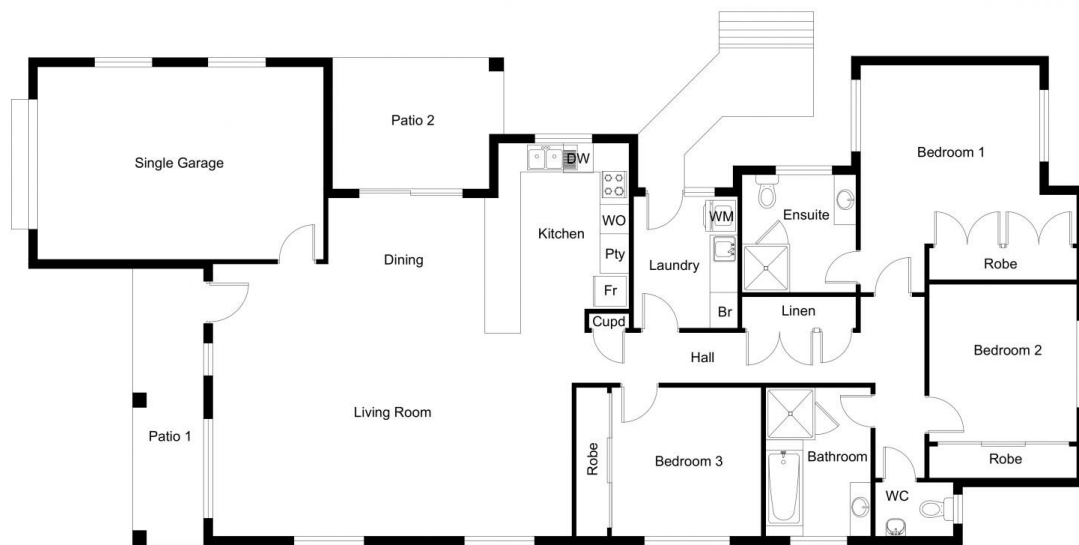 Single Garage
Patio 2
DW
WO
Kitchen
Pty
Fr
Cupd
Dining
Living Room
Patio 1
Laundry
WM
Br
Ensuite
Linen
Hall
Bedroom 1
Robe
Bedroom 2
Robe
Robe
Bedroom 3
Bathroom
WC